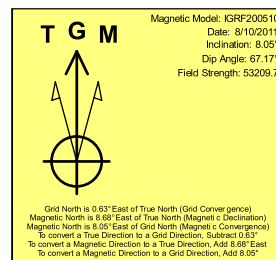 T G M
Magnetic Model: IGRF200510
Date: 8/10/2011
Inclination: 8.05°
Dip Angle: 67.17°
Field Strength: 53209.7
Grid North is 0.63° East of True North (Grid Convergence)
Magnetic North is 8.68° East of True North (Magnetic Declination)
Magnetic North is 8.05° East of Grid North (Magnetic Convergence)
To convert a True Direction to a Grid Direction, Subtract 0.63°
To convert a Magnetic Direction to a True Direction, Add 8.68° East
To convert a Magnetic Direction to a Grid Direction, Add 8.05°